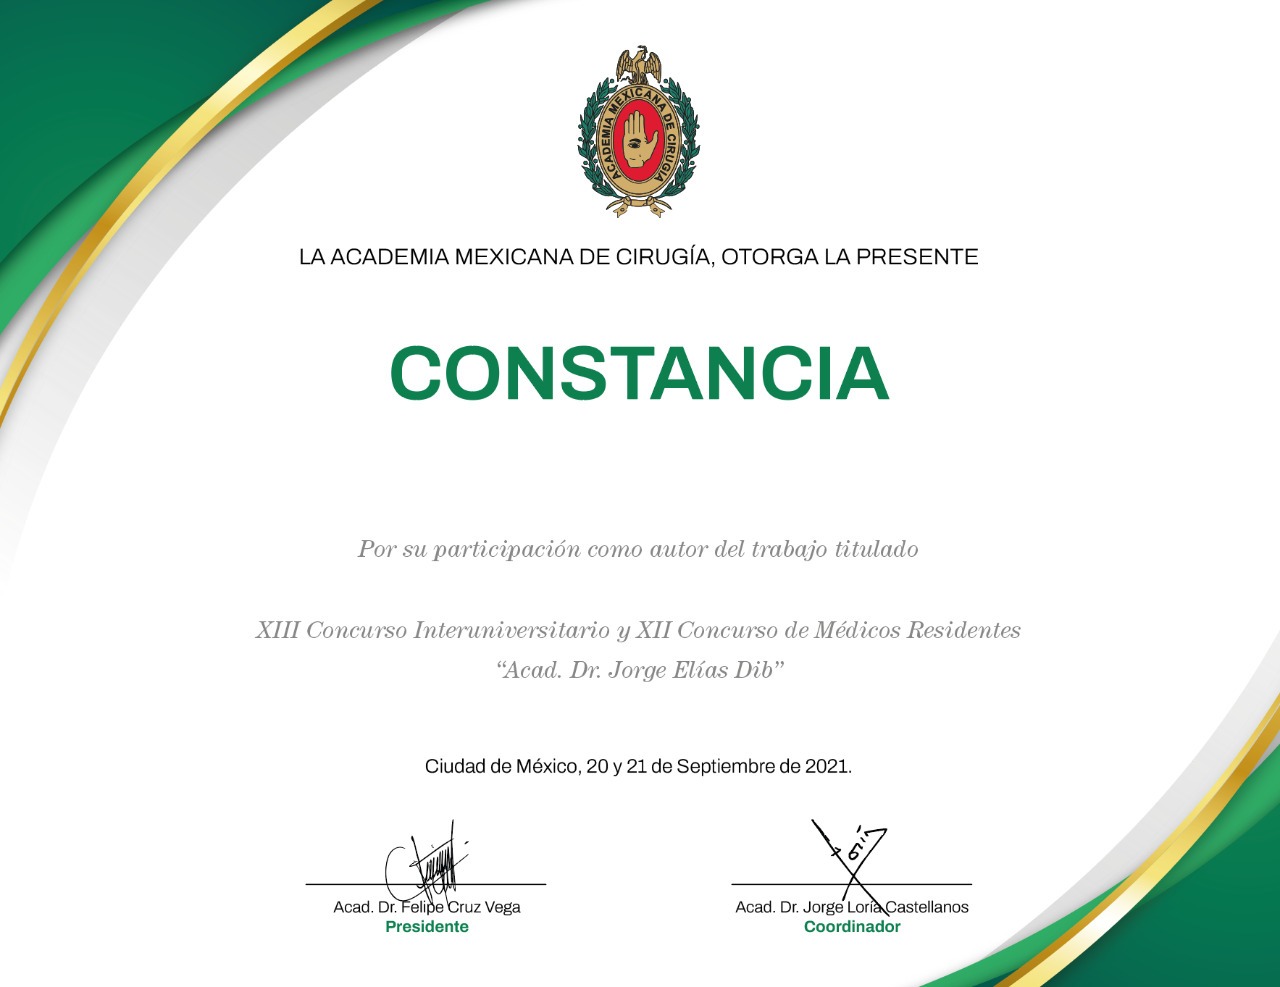 ACADEMIA MEXICANA DE CIRUGIA
LA ACADEMIA MEXICANA DE CIRUGÍA, OTORGA LA PRESENTE
CONSTANCIA
Por su participación como autor del trabajo titulado
XIII Concurso Interuniversitario y XII Concurso de Médicos Residentes
“Acad. Dr. Jorge Elías Dib”
Ciudad de México, 20 y 21 de Septiembre de 2021.
Acad. Dr. Felipe Cruz Vega
Presidente
Acad. Dr. Jorge Loría Castellanos
Coordinador